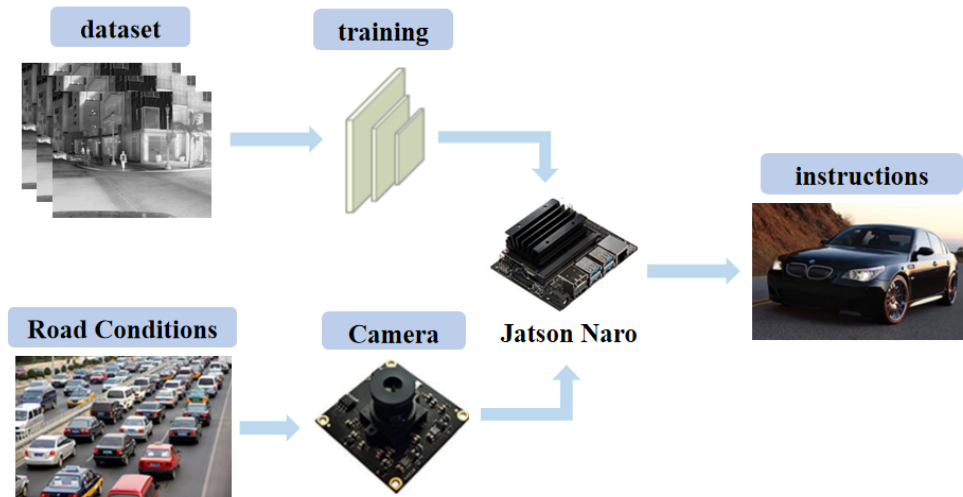 dataset
training
instructions
Road Conditions
Camera
Jatson Naro